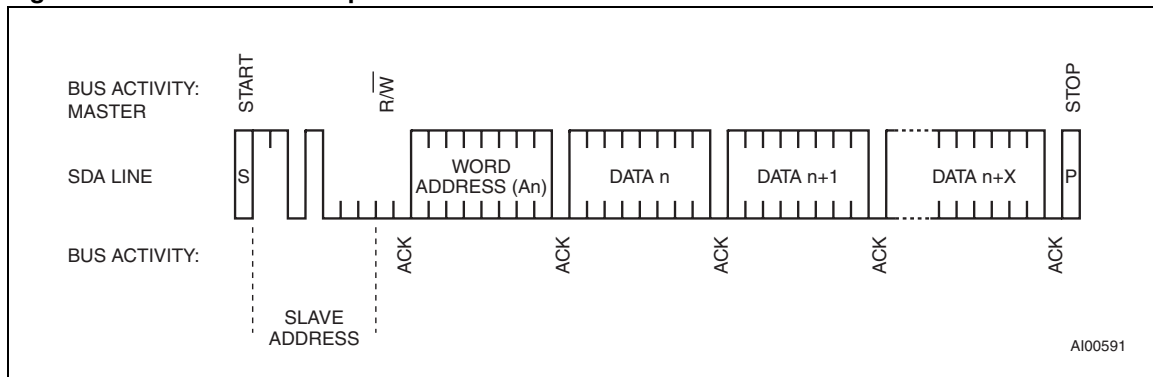 BUS ACTIVITY:
MASTER
START
R/W
STOP
SDA LINE
S
WORD
ADDRESS (An)
DATA n
DATA n+1
DATA n+X
P
BUS ACTIVITY:
ACK
ACK
ACK
ACK
ACK
SLAVE
ADDRESS
AI00591